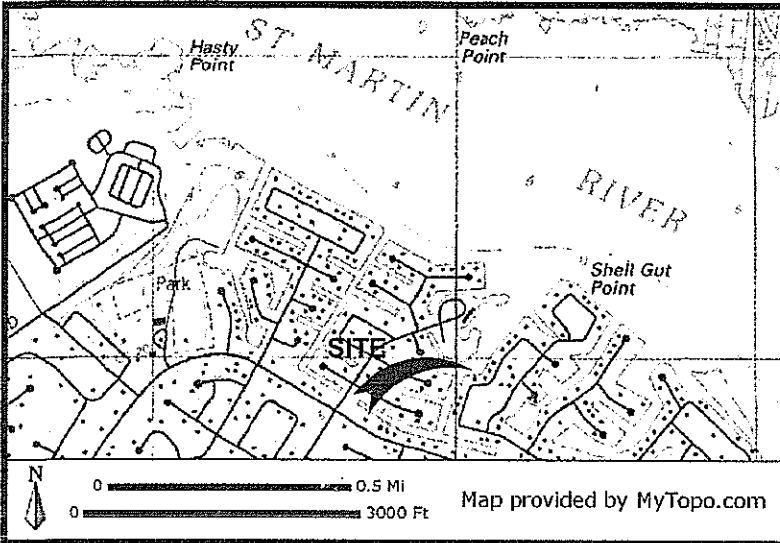 Hasty
Point
ST MARTIN
RIVER
Peach
Point
Shell Gut
Point
Park
SITE
N
0 0.5 Mi
0 3000 Ft
Map provided by MyTopo.com